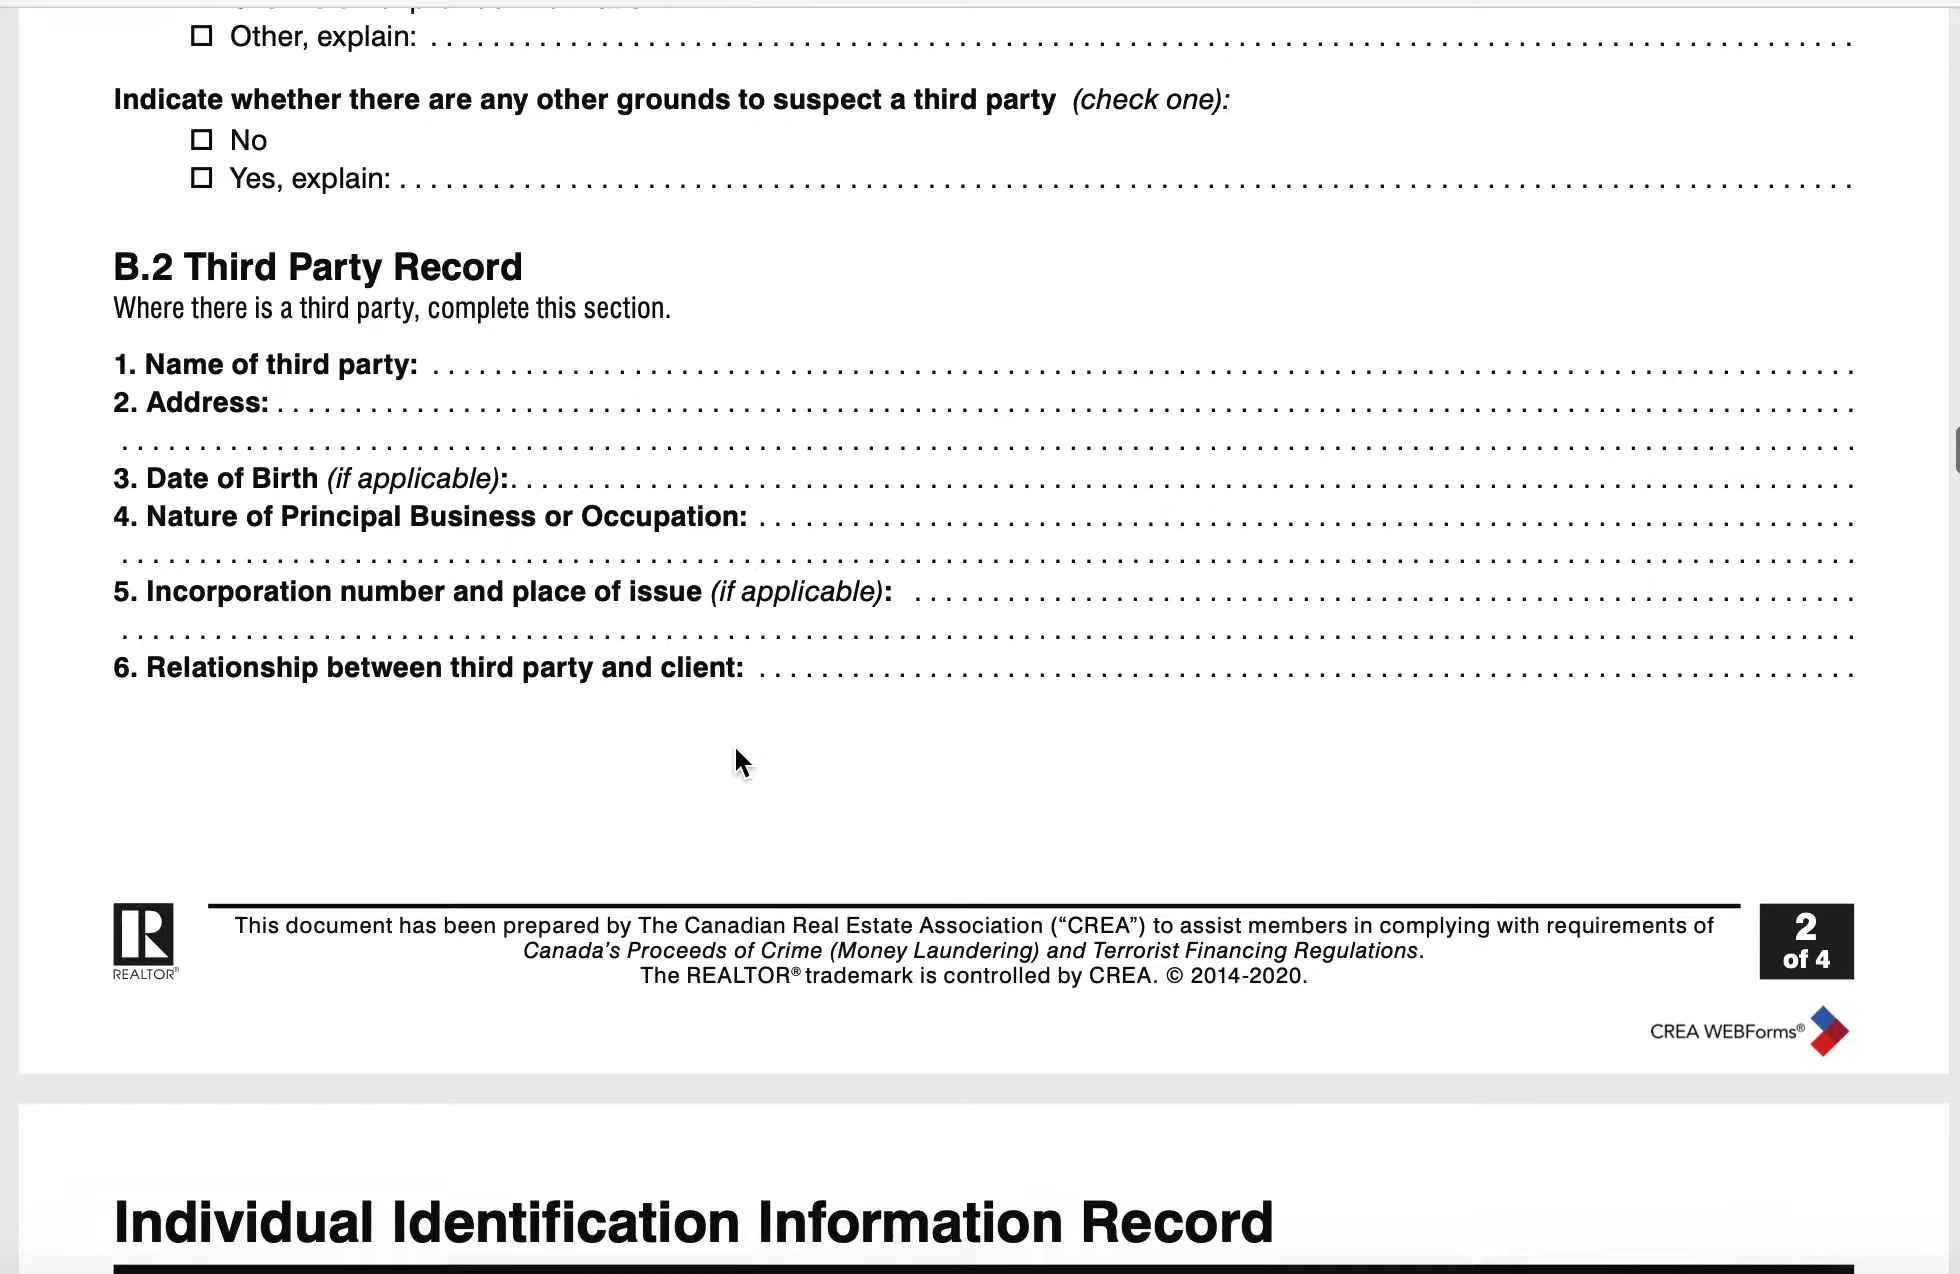 Other, explain:
Indicate whether there are any other grounds to suspect a third party (check one):
No
Yes, explain:
B.2 Third Party Record
Where there is a third party, complete this section.
1. Name of third party:
2. Address:
3. Date of Birth (if applicable):
4. Nature of Principal Business or Occupation:
5. Incorporation number and place of issue (if applicable):
6. Relationship between third party and client:
REALTOR®
This document has been prepared by The Canadian Real Estate Association (“CREA”) to assist members in complying with requirements of
Canada’s Proceeds of Crime (Money Laundering) and Terrorist Financing Regulations.
The REALTOR® trademark is controlled by CREA. © 2014-2020.
2
of 4
CREA WEBForms®
Individual Identification Information Record